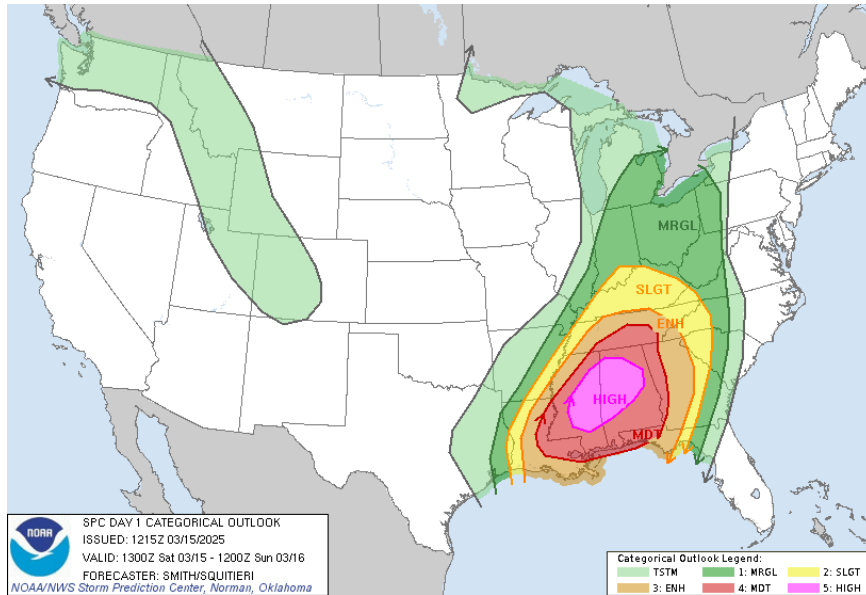 MRGL
SLGT
ENH
HIGH
MDT
NOAA
SPC DAY 1 CATEGORICAL OUTLOOK
ISSUED: 1215Z 03/15/2025
VALID: 1300Z Sat 03/15 - 1200Z Sun 03/16
FORECASTER: SMITH/SQUITIERI
NOAA/NWS Storm Prediction Center, Norman, Oklahoma
Categorical Outlook Legend:
TSTM 1: MRGL 2: SLGT
3: ENH 4: MDT 5: HIGH